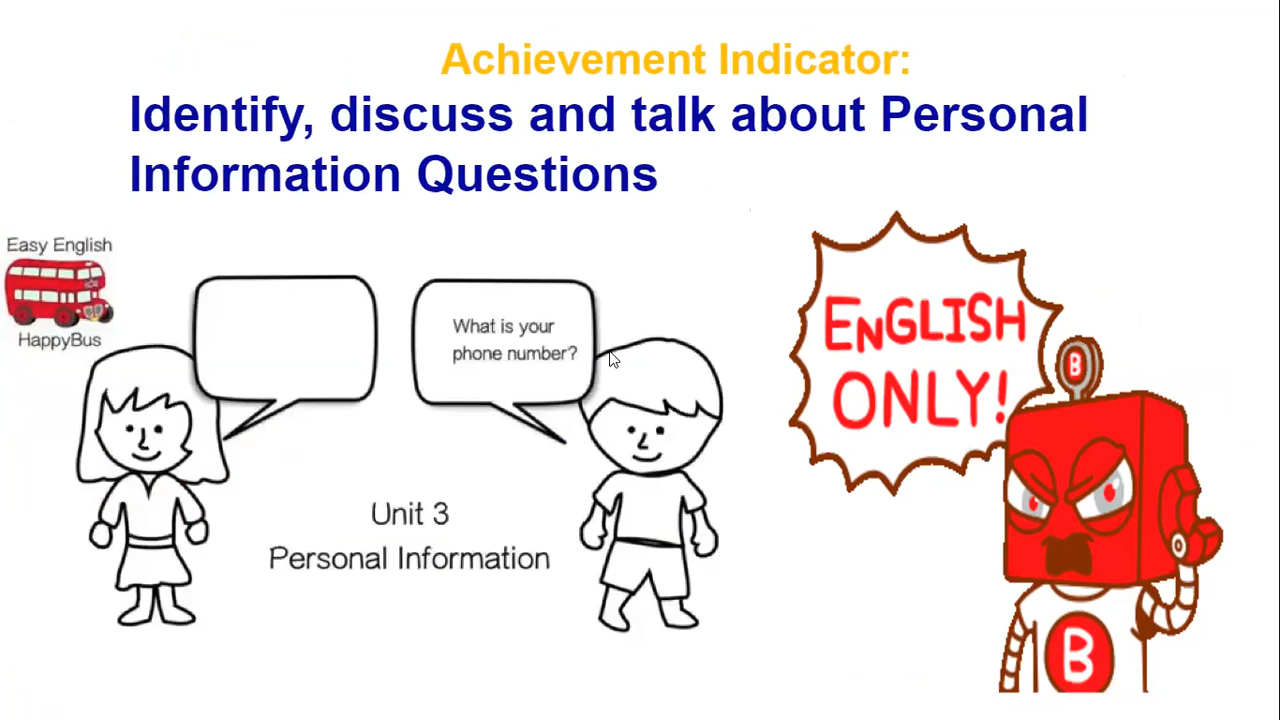 Achievement Indicator:
Identify, discuss and talk about Personal
Information Questions
Easy English
HappyBus
What is your
phone number?
Unit 3
Personal Information
ENGLISH
ONLY!
B
B